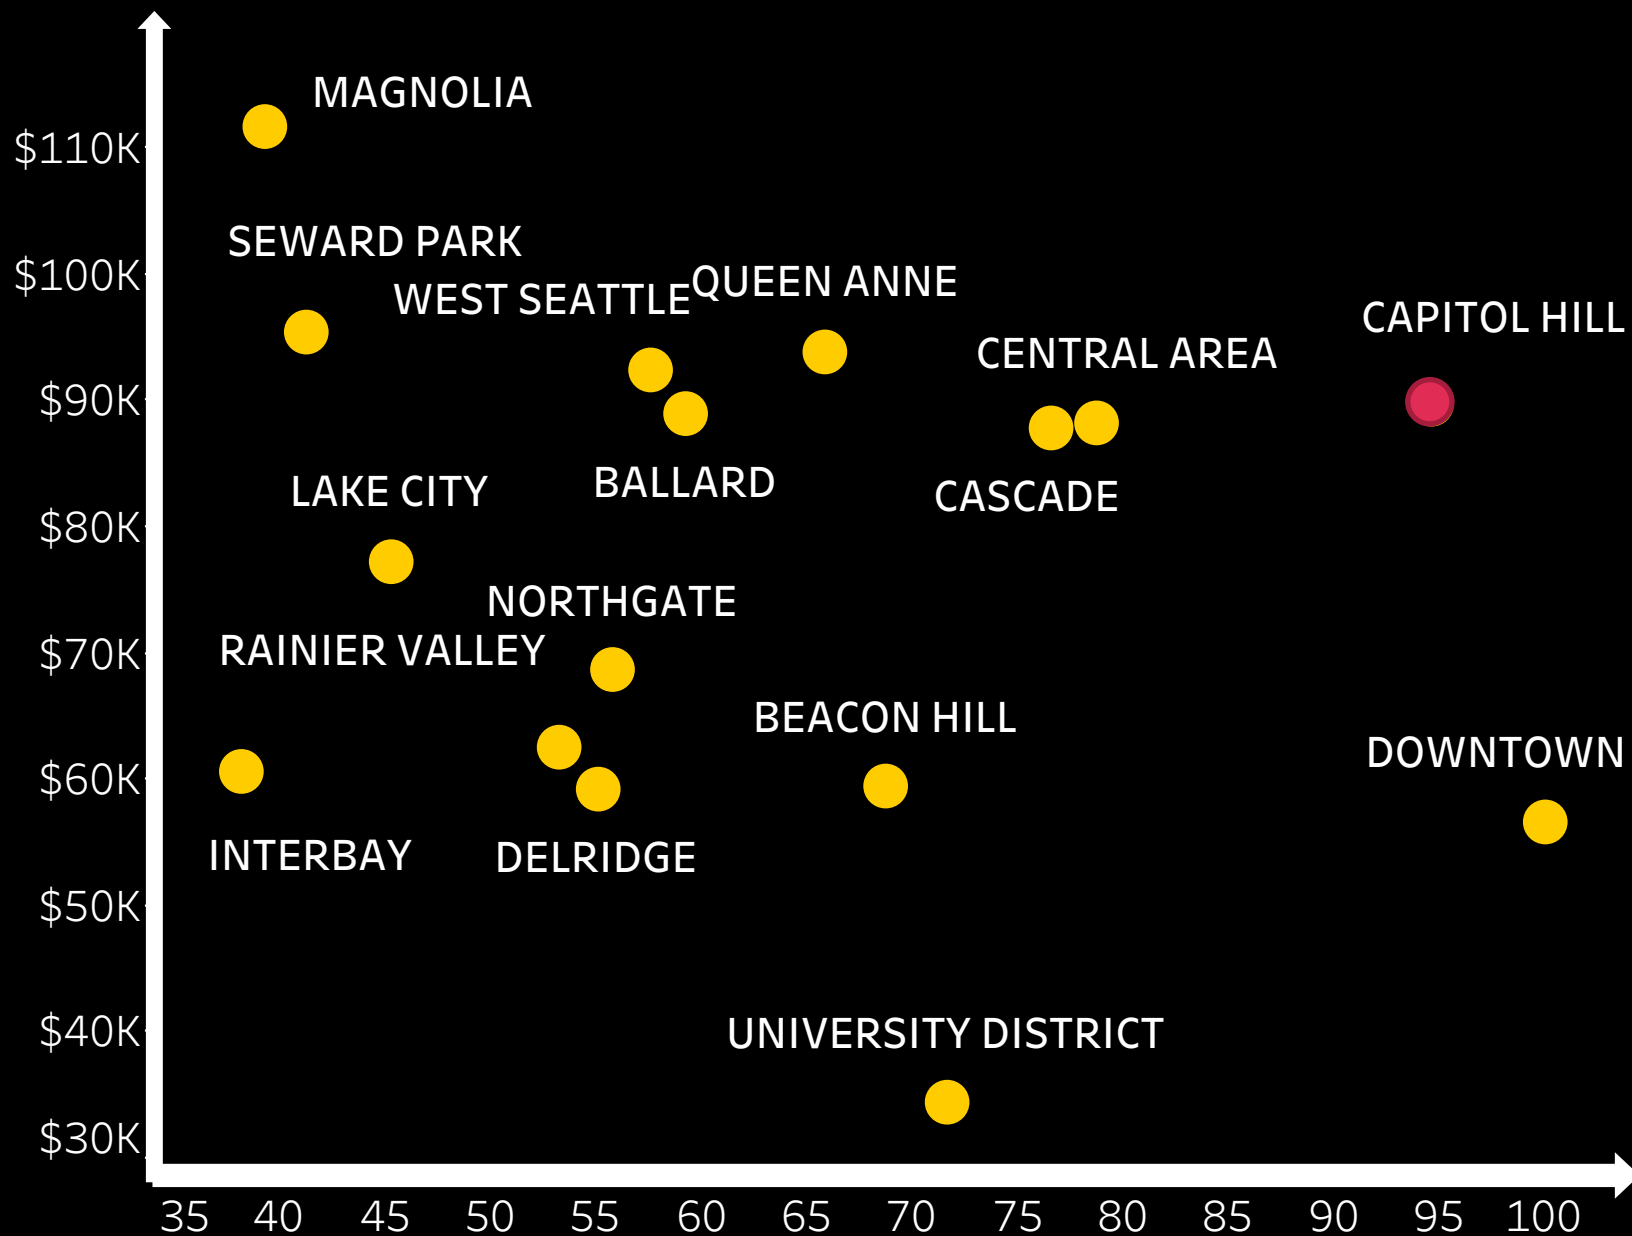 MAGNOLIA
$110K
SEWARD PARK
$100K
QUEEN ANNE
WEST SEATTLE
CAPITOL HILL
CENTRAL AREA
$90K
BALLARD
LAKE CITY
CASCADE
$80K
NORTHGATE
RAINIER VALLEY
$70K
BEACON HILL
DOWNTOWN
$60K
INTERBAY
DELRIDGE
$50K
UNIVERSITY DISTRICT
$40K
$30K
35 40 45 50 55 60 65 70 75 80 85 90 95 100